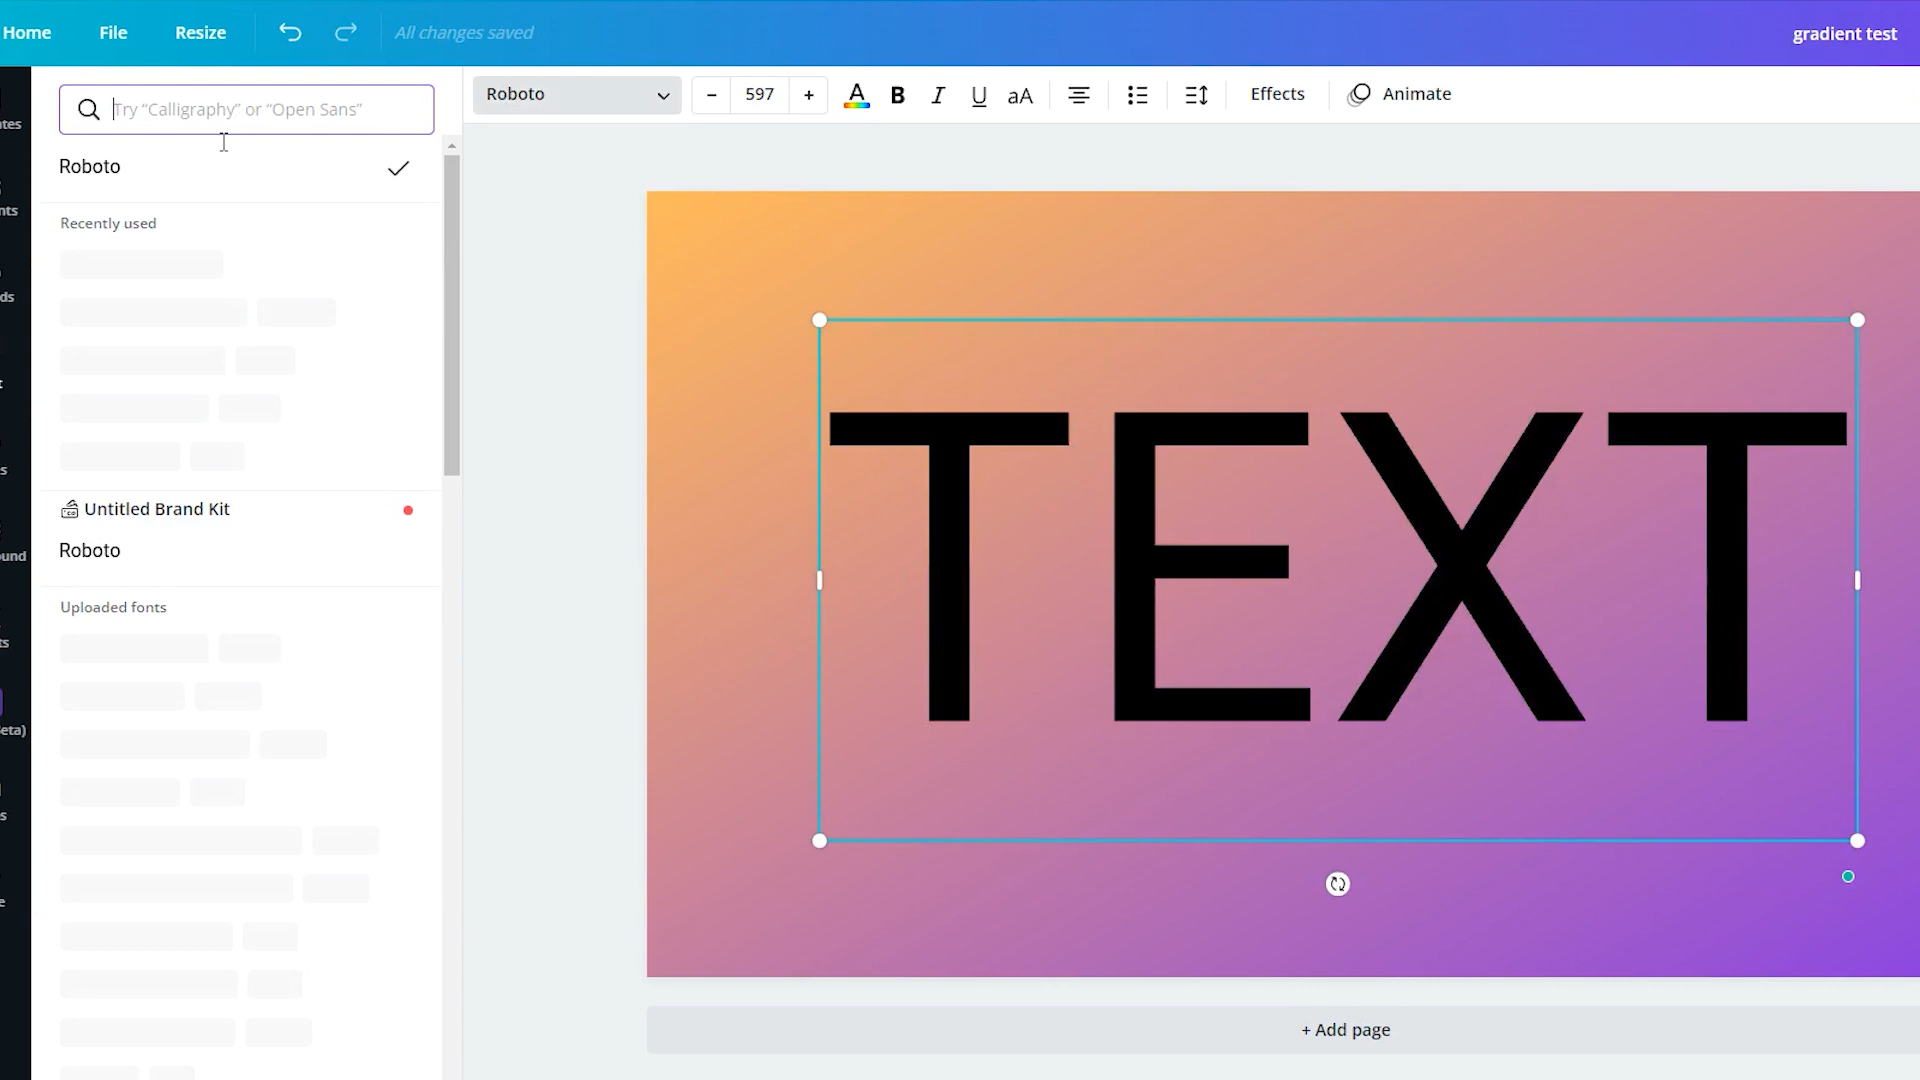 Home File Resize All changes saved gradient test
Try “Calligraphy” or “Open Sans”
Roboto - 597 + A B I U aA Effects Animate
Roboto
Recently used
Untitled Brand Kit
Roboto
Uploaded fonts
TEXT
+ Add page